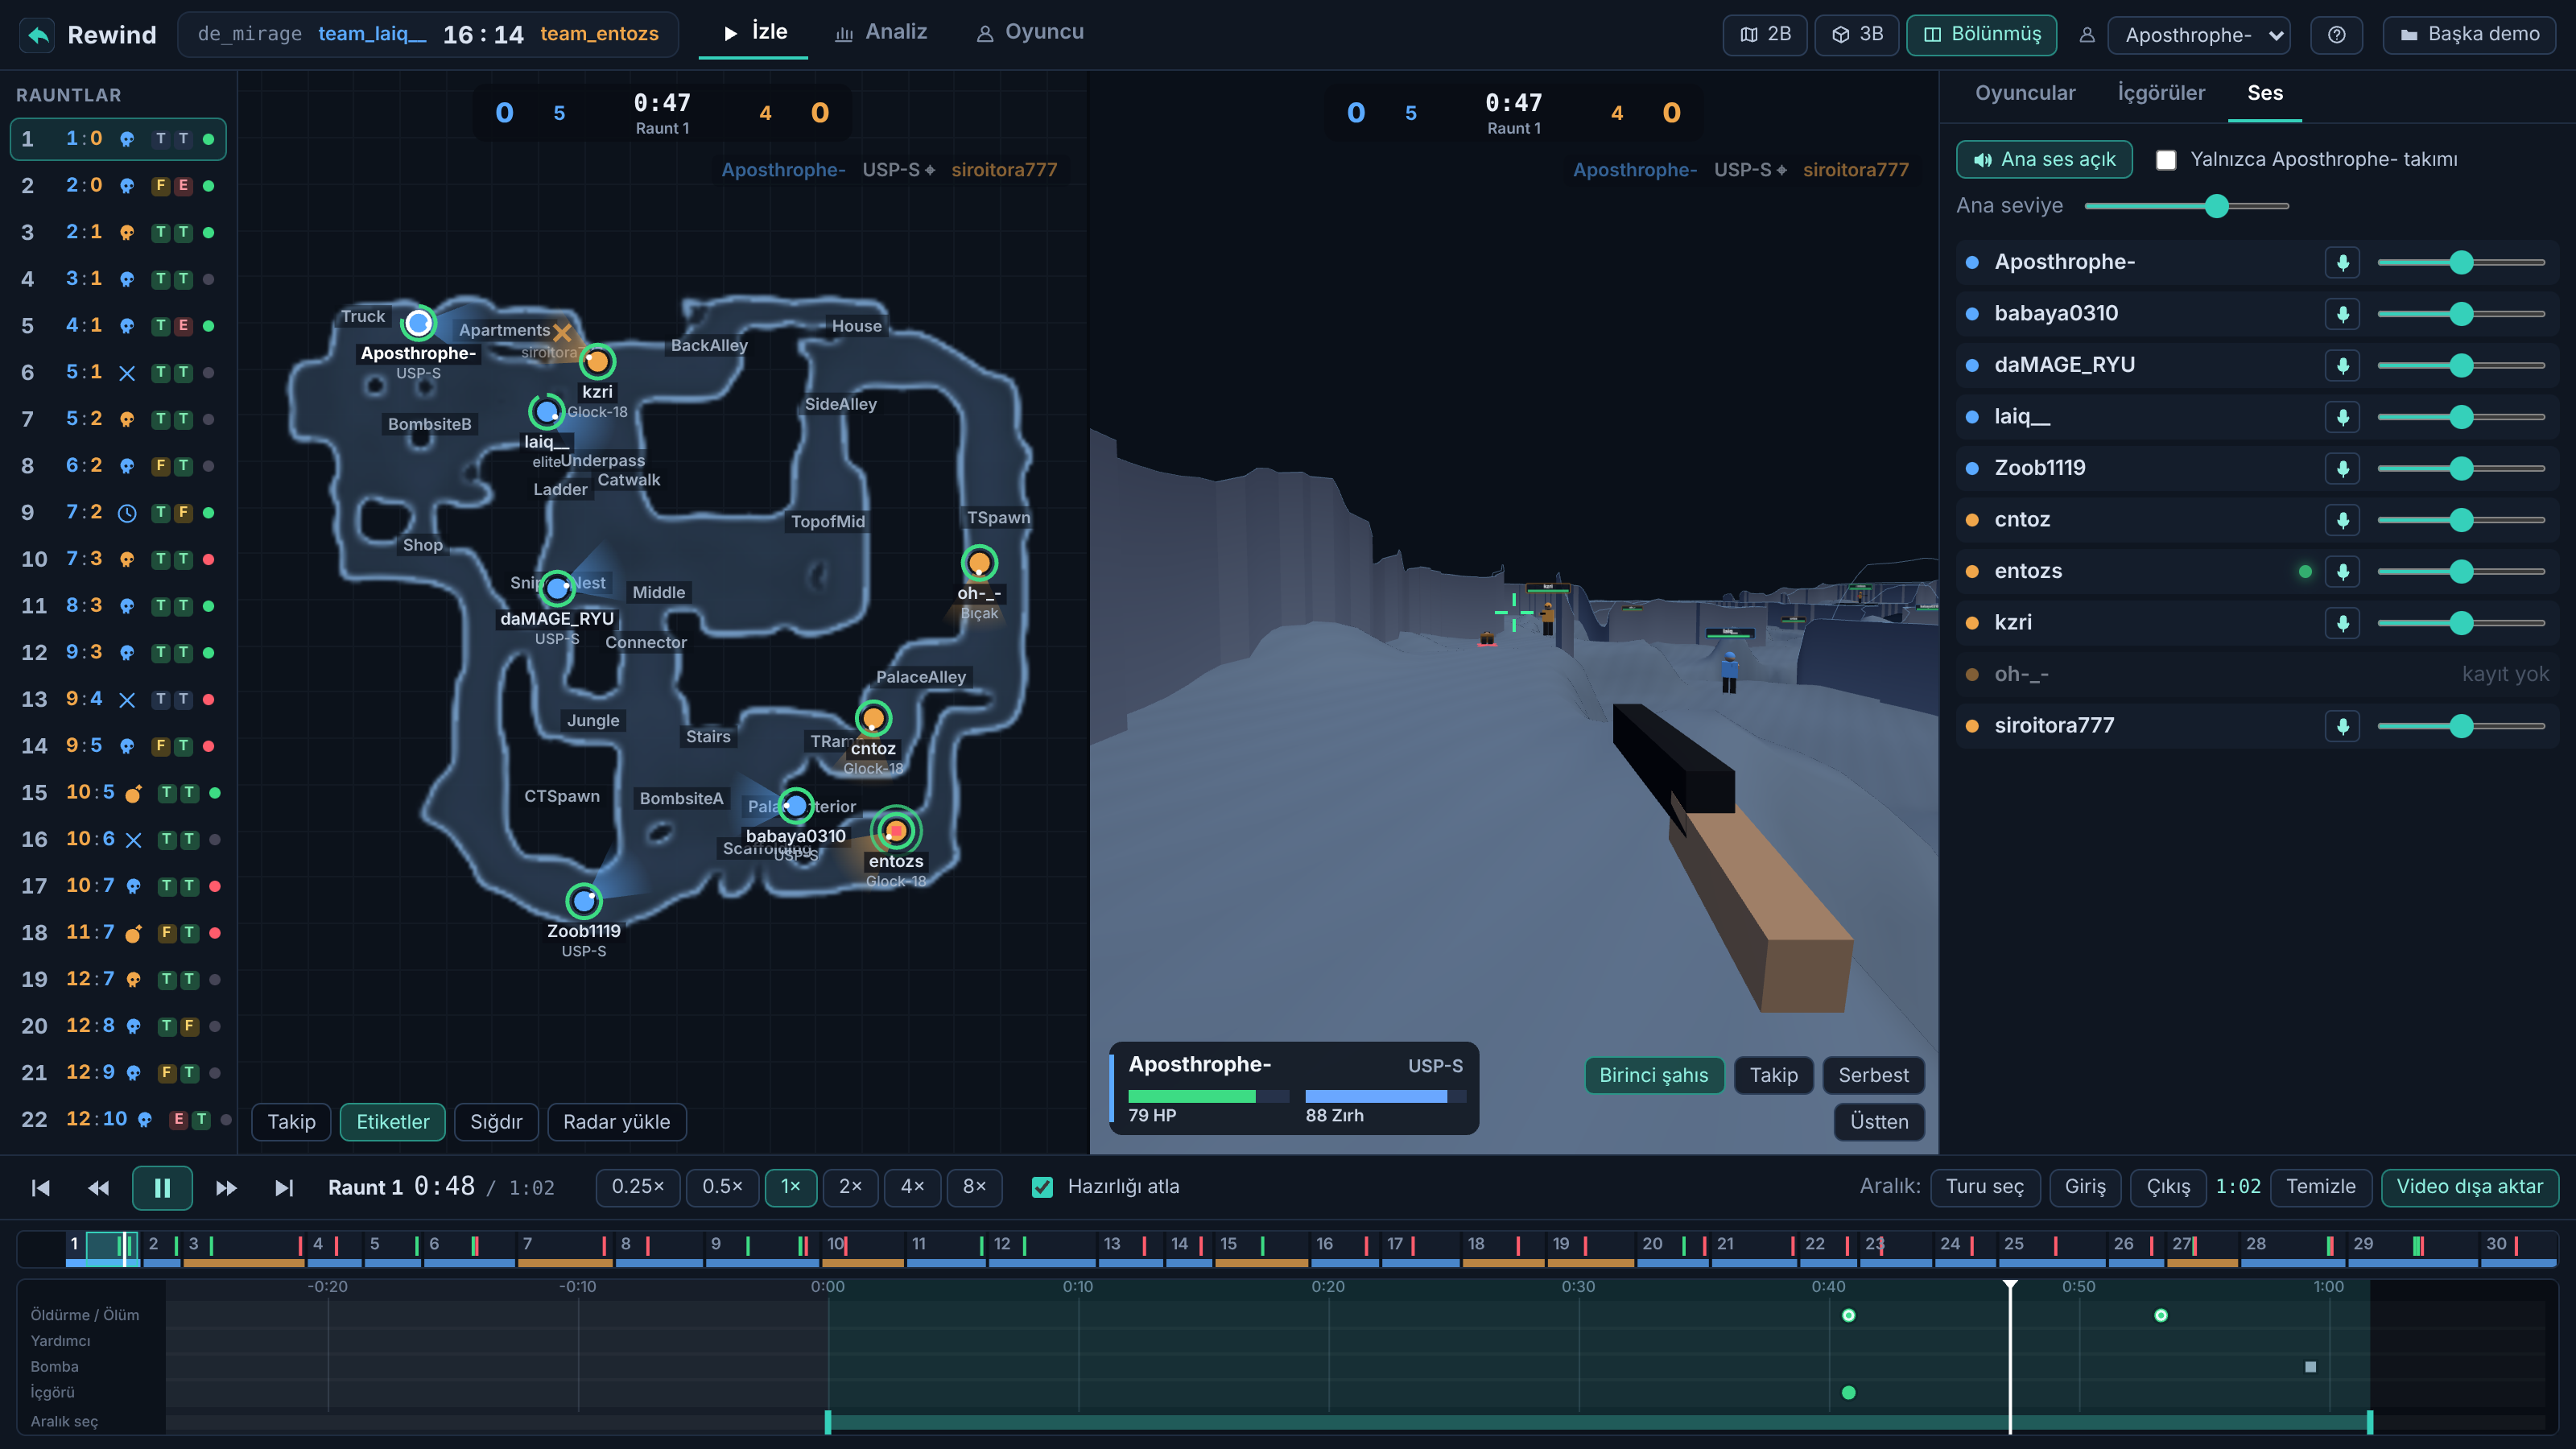 Rewind de_mirage team_laiq__ 16 : 14 team_entozs İzle Analiz Oyuncu 2B 3B Bölünmüş Aposthrophe- Başka demo
RAUNTLAR
1 1:0 T T
2 2:0 F E
3 2:1 T T
4 3:1 T T
5 4:1 T E
6 5:1 T T
7 5:2 T T
8 6:2 F T
9 7:2 T F
10 7:3 T T
11 8:3 T T
12 9:3 T T
13 9:4 T T
14 9:5 F T
15 10:5 T T
16 10:6 T T
17 10:7 T T
18 11:7 F T
19 12:7 T T
20 12:8 T F
21 12:9 F T
22 12:10 E T
0 5 0:47 4 0
Raunt 1
Aposthrophe- USP-S siroitora777
Truck
Apartments
House
BackAlley
Aposthrophe-
USP-S
kzri
Glock-18
SideAlley
BombsiteB
laiq__
elite
Underpass
Catwalk
Ladder
TopofMid
TSpawn
Shop
Middle
oh-_-
Bıçak
daMAGE_RYU
USP-S
Connector
PalaceAlley
Jungle
Stairs
cntoz
Glock-18
CTSpawn
BombsiteA
babaya0310
USP-S
entozs
Glock-18
Zoob1119
USP-S
Takip Etiketler Sığdır Radar yükle
0 5 0:47 4 0
Raunt 1
Aposthrophe- USP-S siroitora777
kzri
laiq__
Aposthrophe- USP-S
79 HP 88 Zırh
Birinci şahıs Takip Serbest
Üstten
Oyuncular İçgörüler Ses
Ana ses açık Yalnızca Aposthrophe- takımı
Ana seviye
Aposthrophe-
babaya0310
daMAGE_RYU
laiq__
Zoob1119
cntoz
entozs
kzri
oh-_- kayıt yok
siroitora777
Raunt 1 0:48 / 1:02 0.25× 0.5× 1× 2× 4× 8× Hazırlığı atla Aralık: Turu seç Giriş Çıkış 1:02 Temizle Video dışa aktar
1 2 3 4 5 6 7 8 9 10 11 12 13 14 15 16 17 18 19 20 21 22 23 24 25 26 27 28 29 30
-0:20 -0:10 0:00 0:10 0:20 0:30 0:40 0:50 1:00
Öldürme / Ölüm
Yardımcı
Bomba
İçgörü
Aralık seç